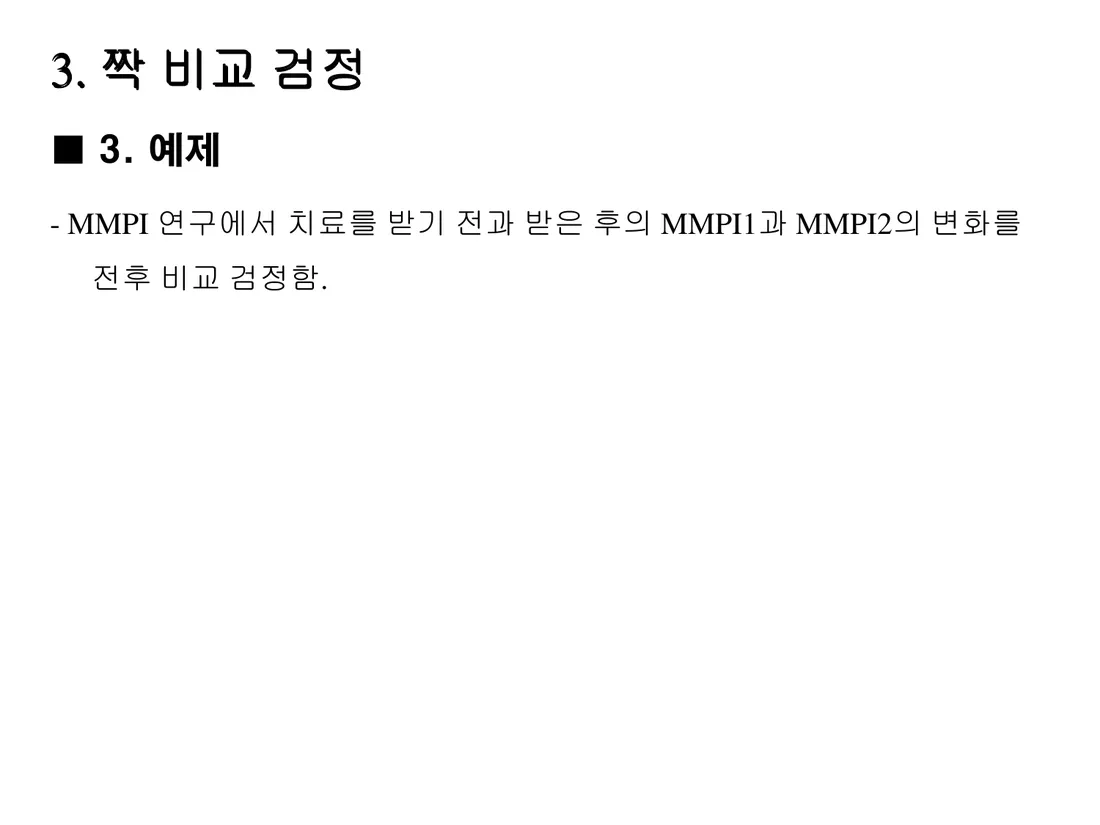 3. 짝 비교 검정
■ 3. 예제
- MMPI 연구에서 치료를 받기 전과 받은 후의 MMPI1과 MMPI2의 변화를
전후 비교 검정함.